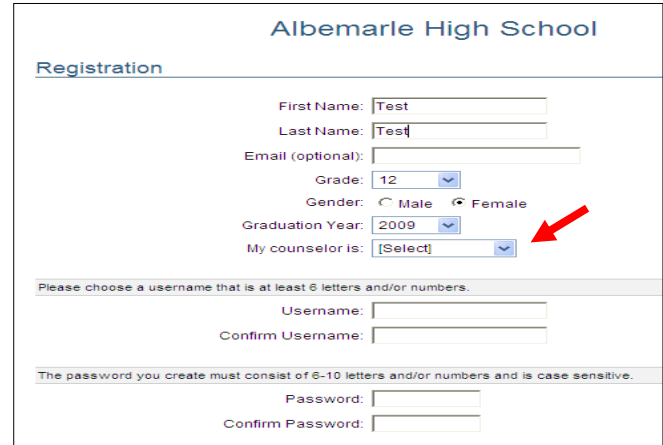 Albemarle High School
Registration
First Name: Test
Last Name: Test
Email (optional):
Grade: 12
Gender: Male Female
Graduation Year: 2009
My counselor is: [Select]
Please choose a username that is at least 6 letters and/or numbers.
Username:
Confirm Username:
The password you create must consist of 6-10 letters and/or numbers and is case sensitive.
Password:
Confirm Password: